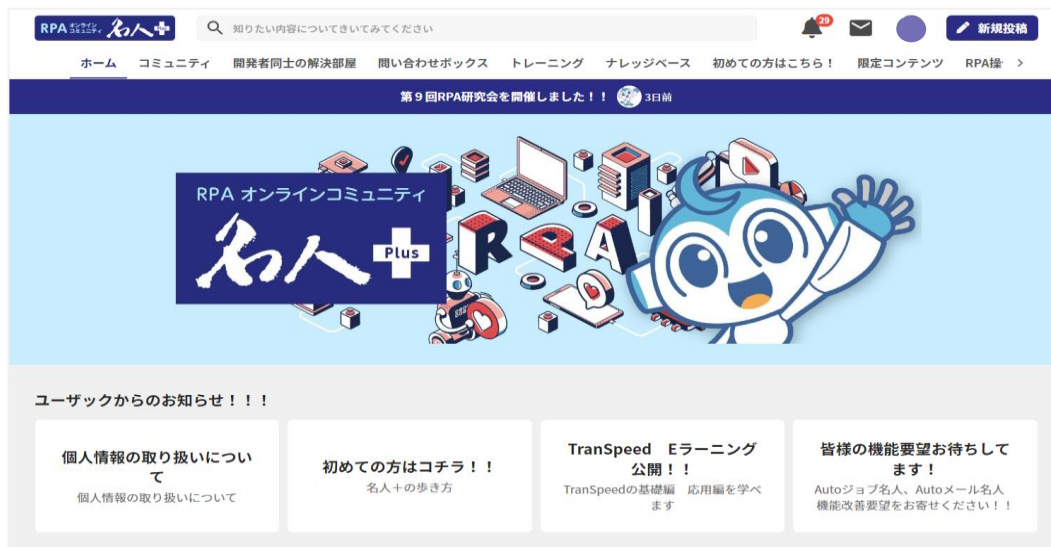 RPA オンラインコミュニティ 名人 Plus
知りたい内容についてきいてみてください
29
新規投稿
ホーム コミュニティ 開発者同士の解決部屋 問い合わせボックス トレーニング ナレッジベース 初めての方はこちら! 限定コンテンツ RPA操
第9回RPA研究会を開催しました!! 3日前
RPA オンラインコミュニティ
名人 Plus
RPA
ユーザックからのお知らせ!!!
個人情報の取り扱いについ
て
個人情報の取り扱いについて
初めての方はコチラ!!
名人+の歩き方
TranSpeed Eラーニング
公開!!
TranSpeedの基礎編 応用編を学べ
ます
皆様の機能要望お待ちして
ます!
Autoジョブ名人、Autoメール名人
機能改善要望をお寄せください!!